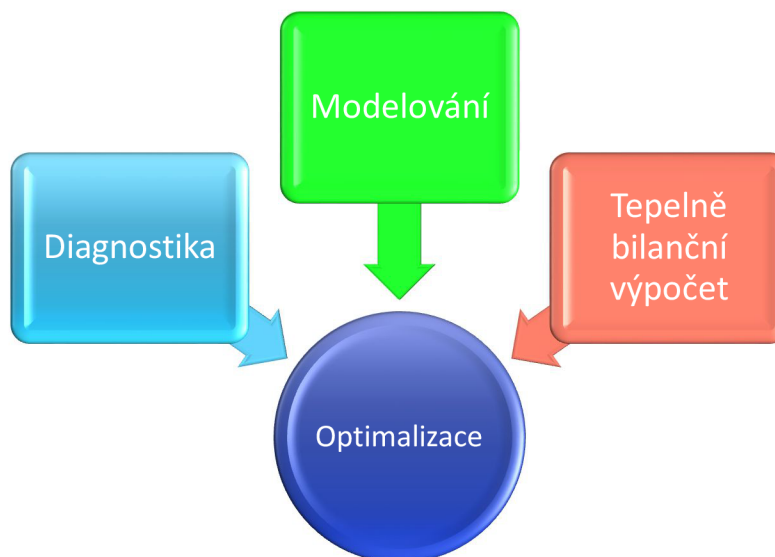 Modelování
Diagnostika
Tepelně
bilanční
výpočet
Optimalizace